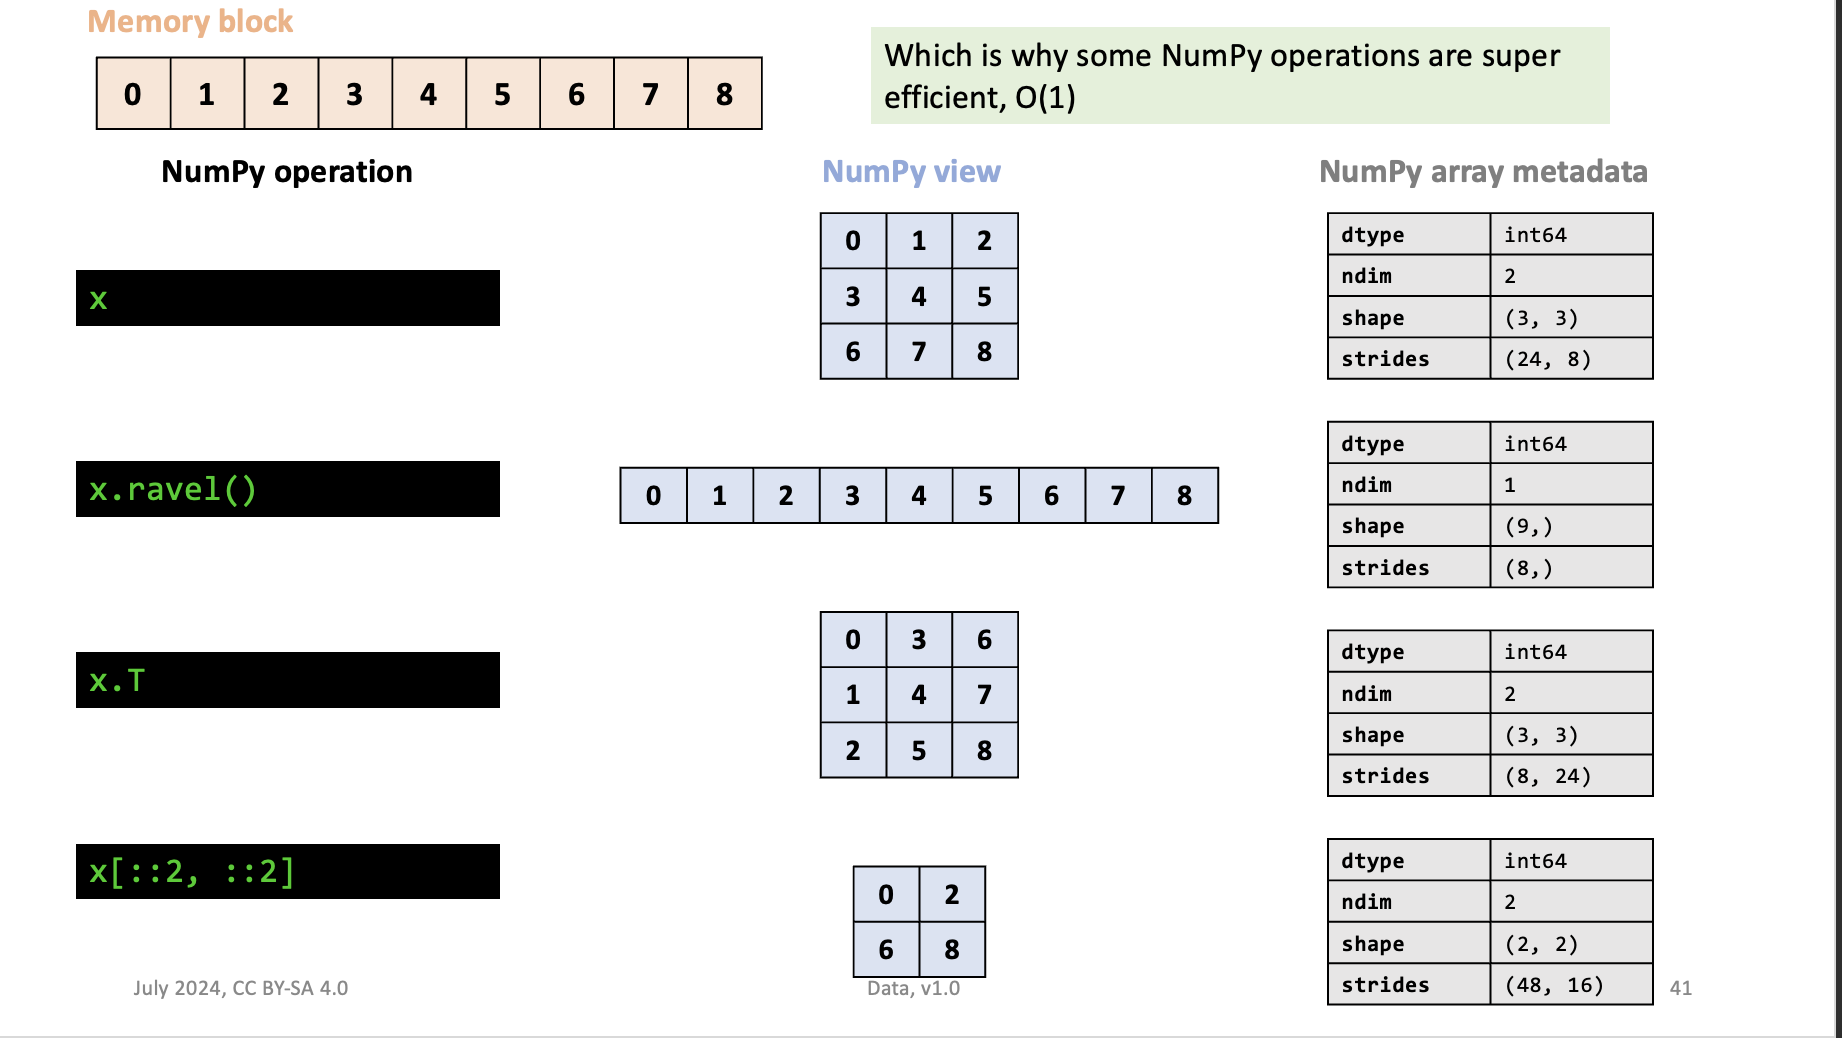 Memory block
0 1 2 3 4 5 6 7 8
Which is why some NumPy operations are super
efficient, O(1)
NumPy operation
NumPy view
NumPy array metadata
x
0 1 2
3 4 5
6 7 8
dtype int64
ndim 2
shape (3, 3)
strides (24, 8)
x.ravel()
0 1 2 3 4 5 6 7 8
dtype int64
ndim 1
shape (9,)
strides (8,)
x.T
0 3 6
1 4 7
2 5 8
dtype int64
ndim 2
shape (3, 3)
strides (8, 24)
x[::2, ::2]
0 2
6 8
dtype int64
ndim 2
shape (2, 2)
strides (48, 16)
July 2024, CC BY-SA 4.0
Data, v1.0
41